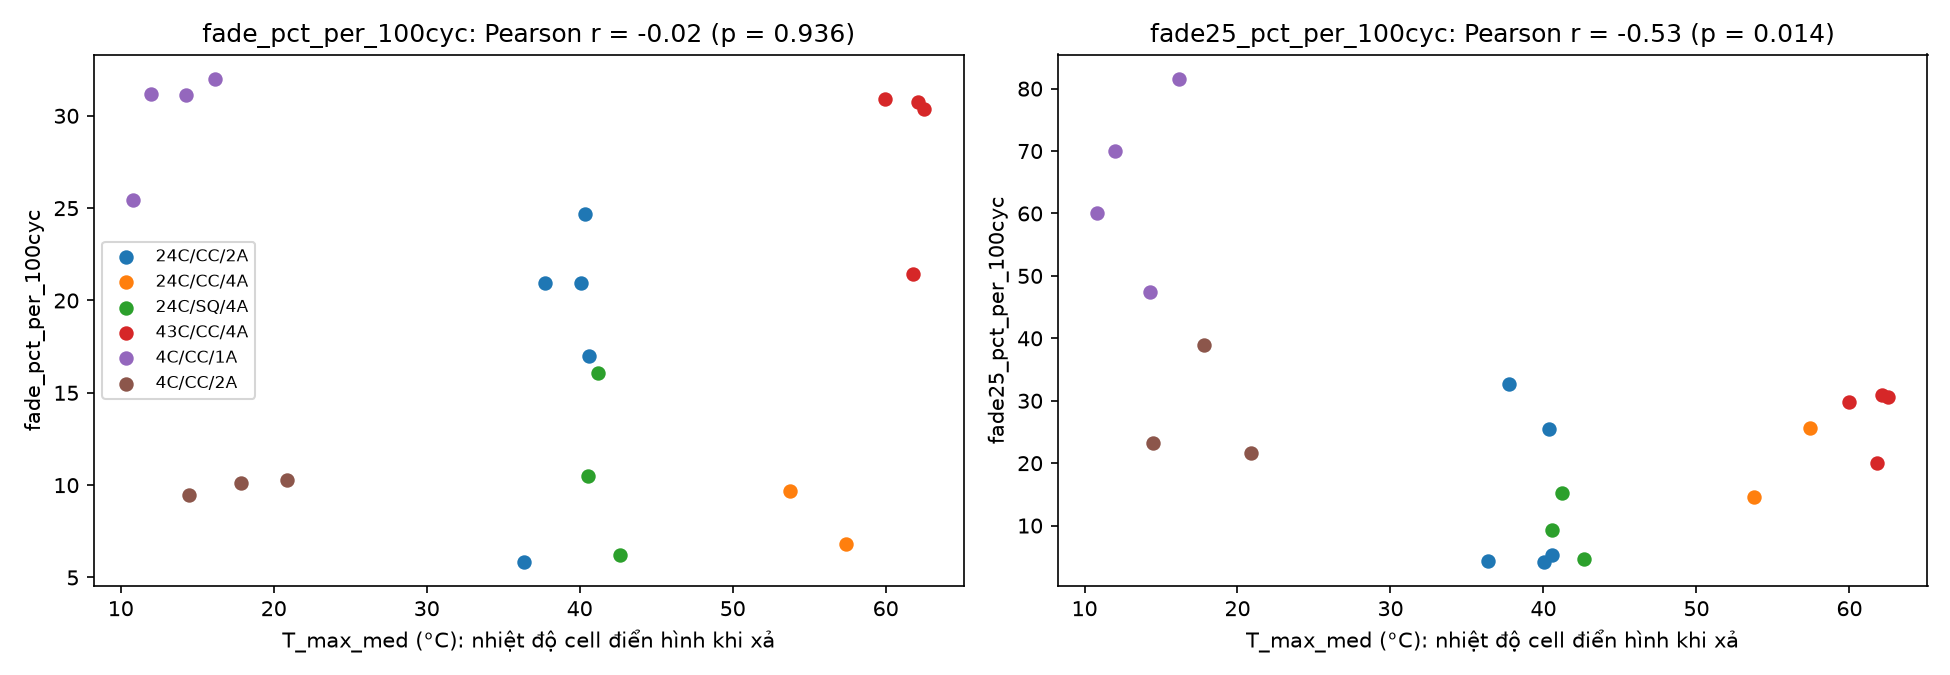 fade_pct_per_100cyc: Pearson r = -0.02 (p = 0.936)
fade_pct_per_100cyc
30
25
20
15
10
5
24C/CC/2A
24C/CC/4A
24C/SQ/4A
43C/CC/4A
4C/CC/1A
4C/CC/2A
10 20 30 40 50 60
T_max_med (°C): nhiệt độ cell điển hình khi xả
fade25_pct_per_100cyc: Pearson r = -0.53 (p = 0.014)
fade25_pct_per_100cyc
80
70
60
50
40
30
20
10
10 20 30 40 50 60
T_max_med (°C): nhiệt độ cell điển hình khi xả